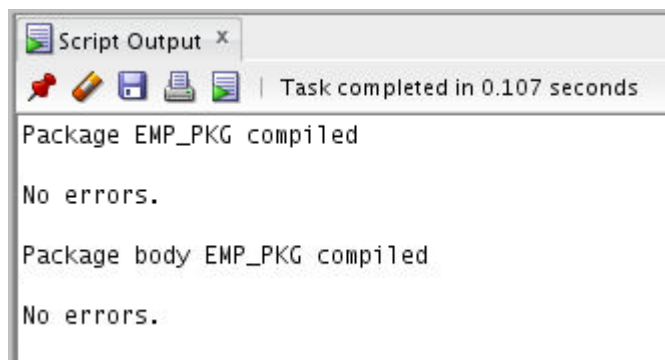 Script Output
Task completed in 0.107 seconds
Package EMP_PKG compiled
No errors.
Package body EMP_PKG compiled
No errors.